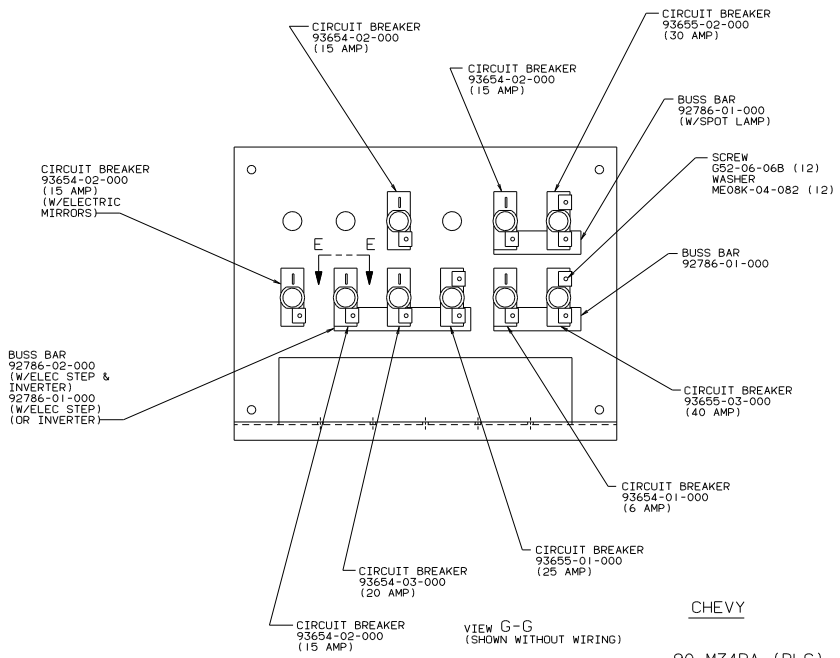 CIRCUIT BREAKER
93654-02-000
(15 AMP)
CIRCUIT BREAKER
93655-02-000
(30 AMP)
CIRCUIT BREAKER
93654-02-000
(15 AMP)
BUSS BAR
92786-01-000
(W/SPOT LAMP)
SCREW
G52-06-06B (12)
WASHER
ME08K-04-082 (12)
CIRCUIT BREAKER
93654-02-000
(15 AMP)
(W/ELECTRIC
MIRRORS)
E E
BUSS BAR
92786-01-000
BUSS BAR
92786-02-000
(W/ELEC STEP &
INVERTER)
92786-01-000
(W/ELEC STEP)
(OR INVERTER)
CIRCUIT BREAKER
93655-03-000
(40 AMP)
CIRCUIT BREAKER
93654-01-000
(6 AMP)
CIRCUIT BREAKER
93655-01-000
(25 AMP)
CIRCUIT BREAKER
93654-03-000
(20 AMP)
CIRCUIT BREAKER
93654-02-000
(15 AMP)
VIEW G-G
(SHOWN WITHOUT WIRING)
CHEVY